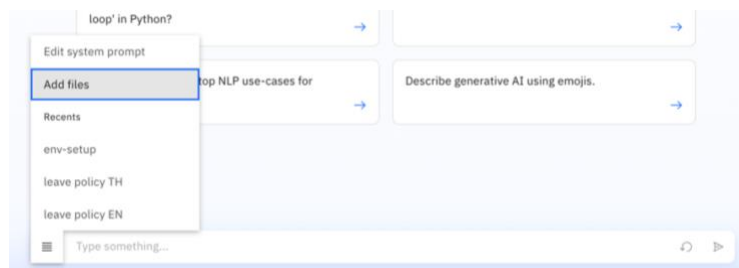 loop' in Python?
Edit system prompt
Add files
top NLP use-cases for
Describe generative AI using emojis.
Recents
env-setup
leave policy TH
leave policy EN
Type something...